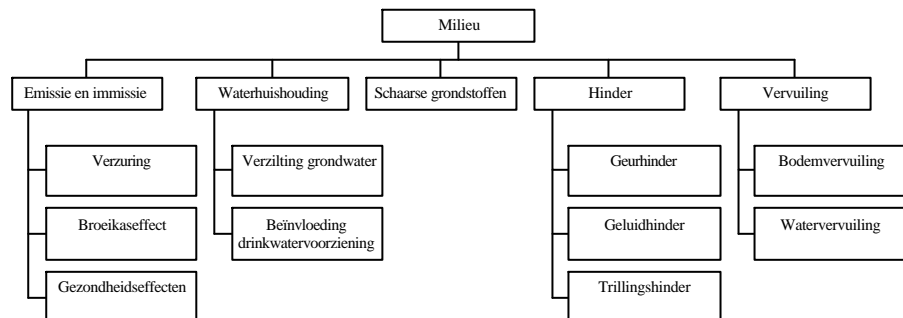 Milieu
Emissie en immissie
Waterhuishouding
Schaarse grondstoffen
Hinder
Vervuiling
Verzuring
Verzilting grondwater
Geurhinder
Bodemvervuiling
Broeikaseffect
Beïnvloeding
drinkwatervoorziening
Geluidhinder
Watervervuiling
Gezondheidseffecten
Trillingshinder